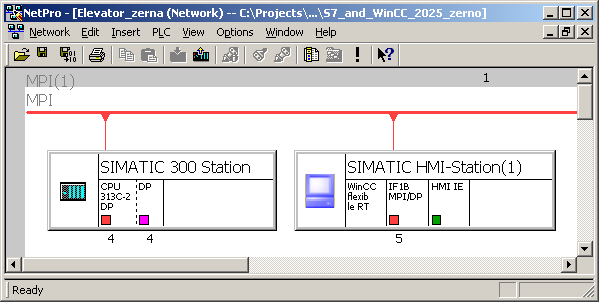 NetPro - [Elevator_zerna (Network) -- C:\Projects\...\S7_and_WinCC_2025_zerno]
Network Edit Insert PLC View Options Window Help
MPI(1)
1
MPI
SIMATIC 300 Station
CPU
313C-2
DP
DP
4 4
SIMATIC HMI-Station(1)
WinCC
flexib
le RT
IF1B
MPI/DP
HMI IE
5
Ready